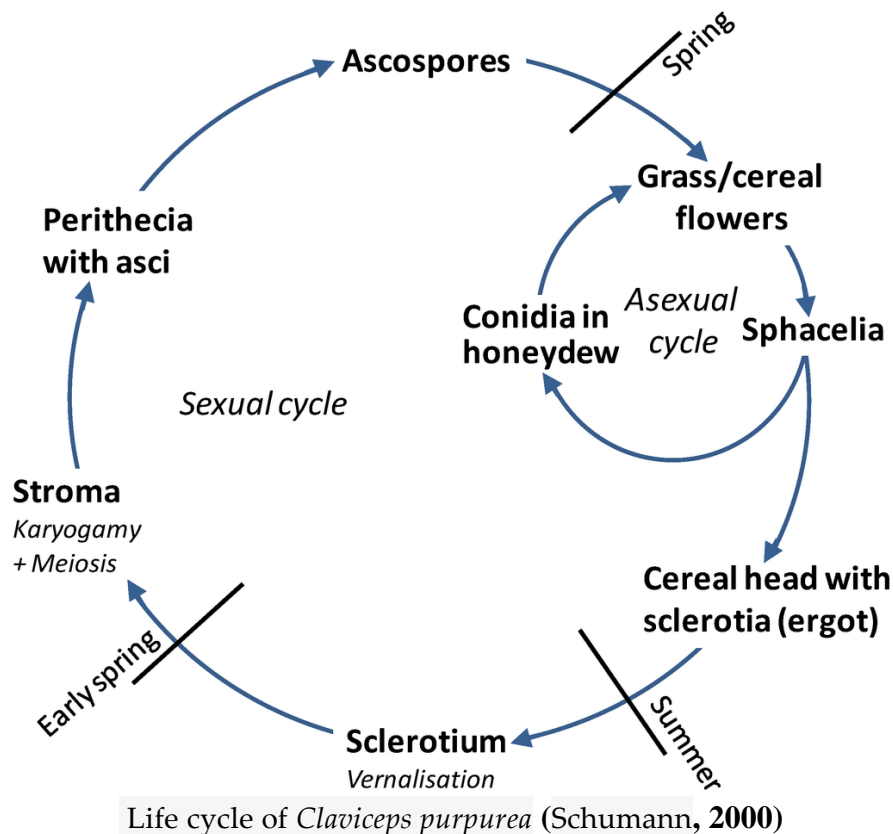 Ascospores
Spring
Grass/cereal
flowers
Perithecia
with asci
Conidia in
honeydew
Asexual
cycle
Sphacelia
Sexual cycle
Stroma
Karyogamy
+ Meiosis
Cereal head with
sclerotia (ergot)
Early spring
Summer
Sclerotium
Vernalisation
Life cycle of Claviceps purpurea (Schumann, 2000)